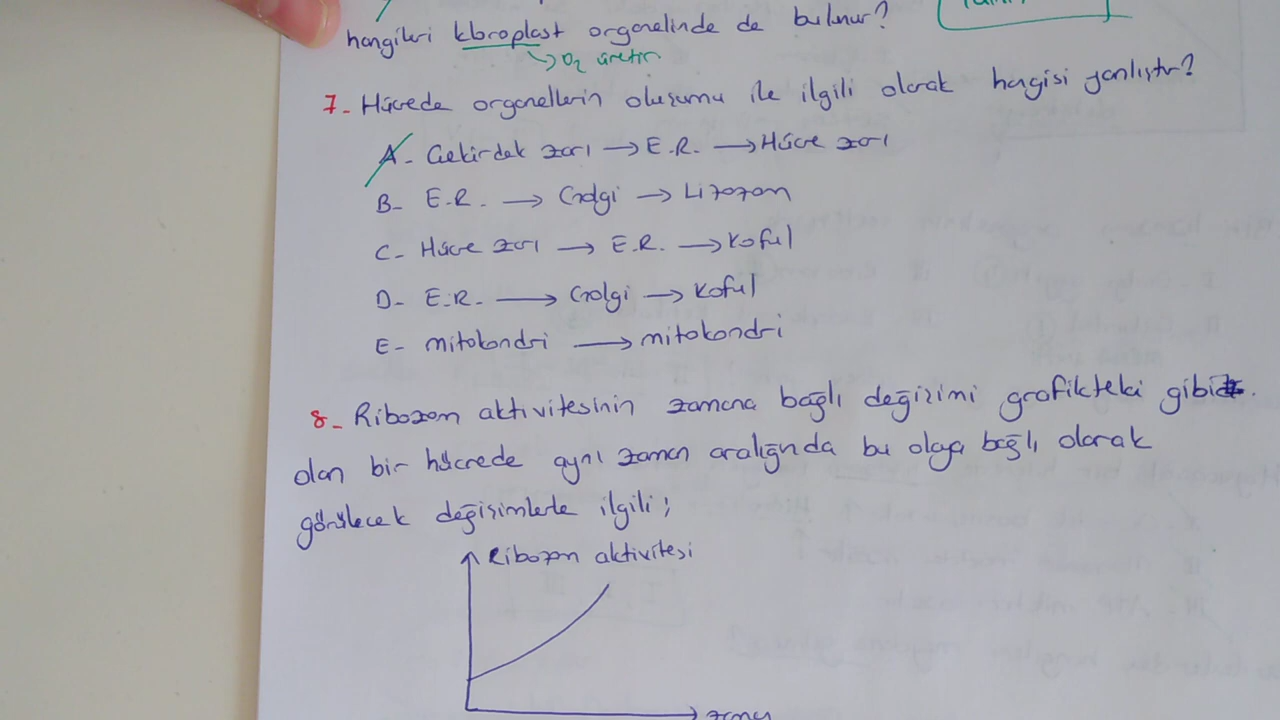 hangileri kloroplast organelinde de bulunur?
→ O₂ üretir
7- Hücrede organellerin oluşumu ile ilgili olarak hangisi yanlıştır?
A- Çekirdek zarı → E.R. → Hücre zarı
B- E.R. → Golgi → Lizozom
C- Hücre zarı → E.R. → Koful
D- E.R. → Golgi → Koful
E- mitokondri → mitokondri
8- Ribozom aktivitesinin zamana bağlı değişimi grafikteki gibi
olan bir hücrede aynı zaman aralığında bu olaya bağlı olarak
görülecek değişimlerle ilgili;
Ribozom aktivitesi
zaman